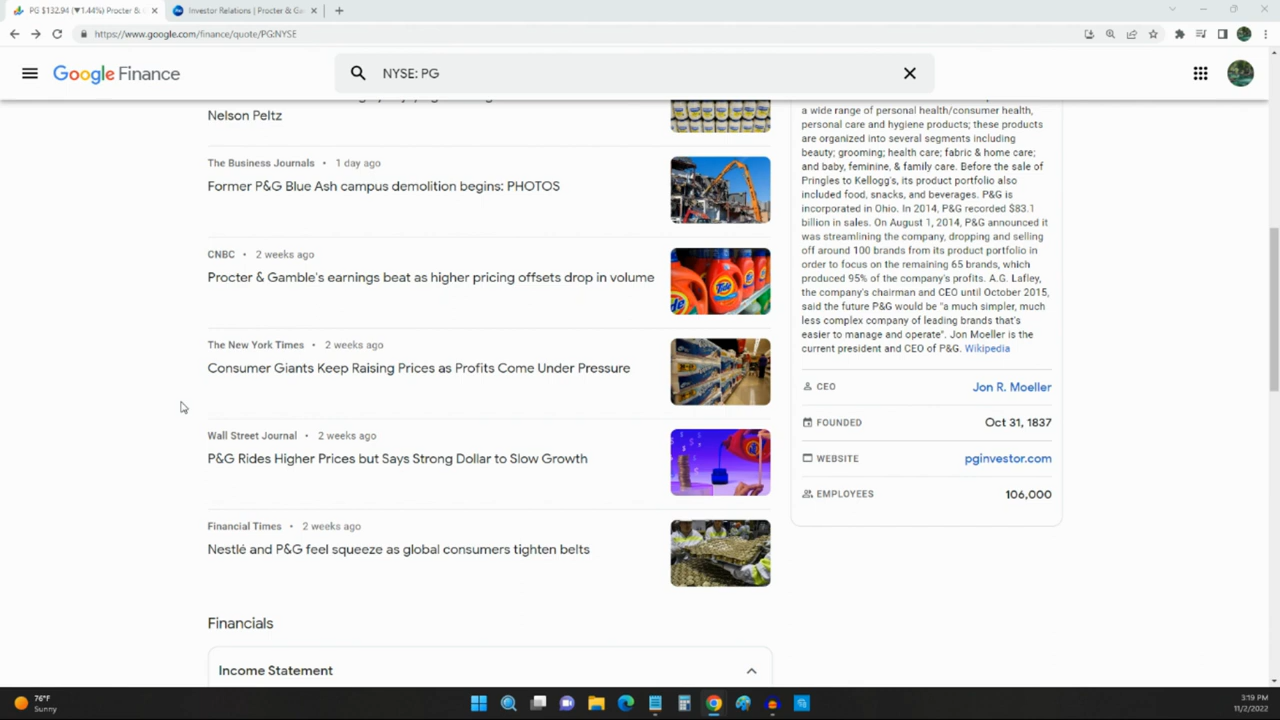 PG $132.94 (▼1.44%) Procter & G
Investor Relations | Procter & Ga
https://www.google.com/finance/quote/PG:NYSE
Google Finance
NYSE: PG
Nelson Peltz
The Business Journals • 1 day ago
Former P&G Blue Ash campus demolition begins: PHOTOS
CNBC • 2 weeks ago
Procter & Gamble's earnings beat as higher pricing offsets drop in volume
The New York Times • 2 weeks ago
Consumer Giants Keep Raising Prices as Profits Come Under Pressure
Wall Street Journal • 2 weeks ago
P&G Rides Higher Prices but Says Strong Dollar to Slow Growth
Financial Times • 2 weeks ago
Nestlé and P&G feel squeeze as global consumers tighten belts
Tide
Financials
Income Statement
a wide range of personal health/consumer health,
personal care and hygiene products; these products
are organized into several segments including
beauty; grooming; health care; fabric & home care;
and baby, feminine, & family care. Before the sale of
Pringles to Kellogg's, its product portfolio also
included food, snacks, and beverages. P&G is
incorporated in Ohio. In 2014, P&G recorded $83.1
billion in sales. On August 1, 2014, P&G announced it
was streamlining the company, dropping and selling
off around 100 brands from its product portfolio in
order to focus on the remaining 65 brands, which
produced 95% of the company's profits. A.G. Lafley,
the company's chairman and CEO until October 2015,
said the future P&G would be "a much simpler, much
less complex company of leading brands that's
easier to manage and operate". Jon Moeller is the
current president and CEO of P&G. Wikipedia
CEO Jon R. Moeller
FOUNDED Oct 31, 1837
WEBSITE pginvestor.com
EMPLOYEES 106,000
76°F
Sunny
3:19 PM
11/2/2022